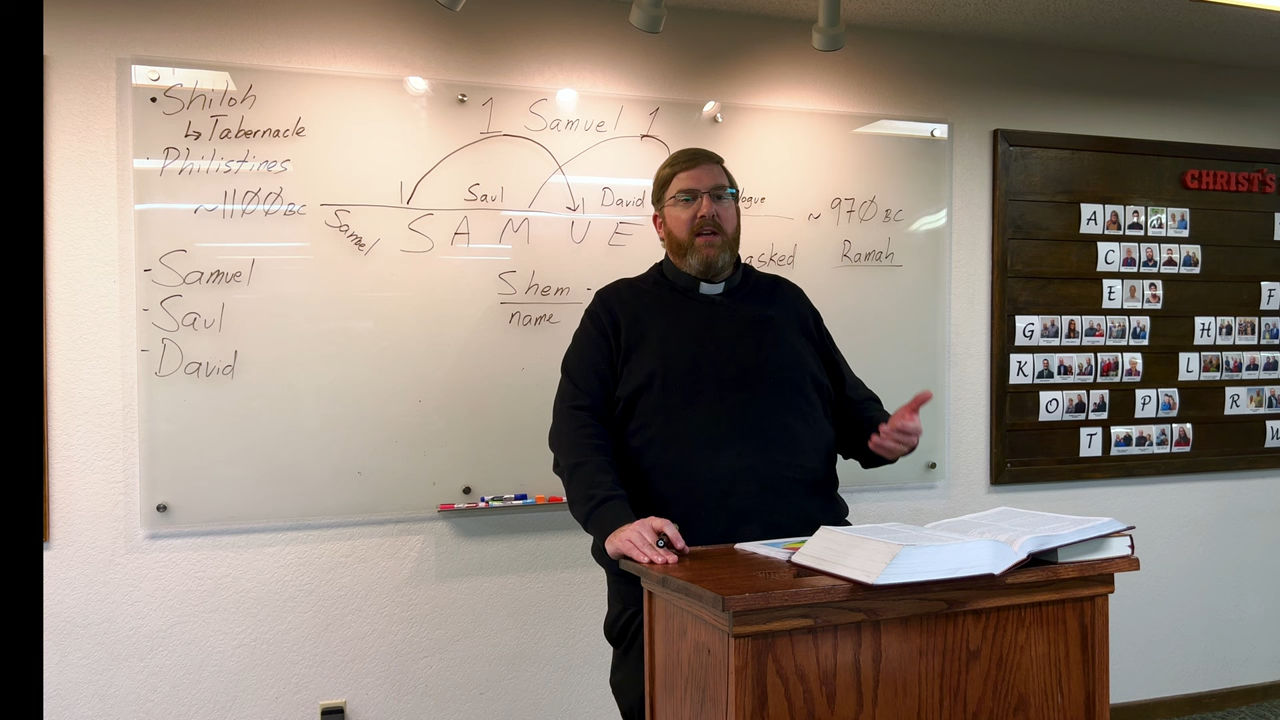 • Shiloh
↳ Tabernacle
· Philistines
~1100 BC
- Samuel
- Saul
- David
1 Samuel 1
Saul
David
logue
~ 970 BC
Samuel
S A M U E
asked
Ramah
Shem -
name
CHRIST'S
A
C
E
F
G
H
K
L
O
P
R
T
W